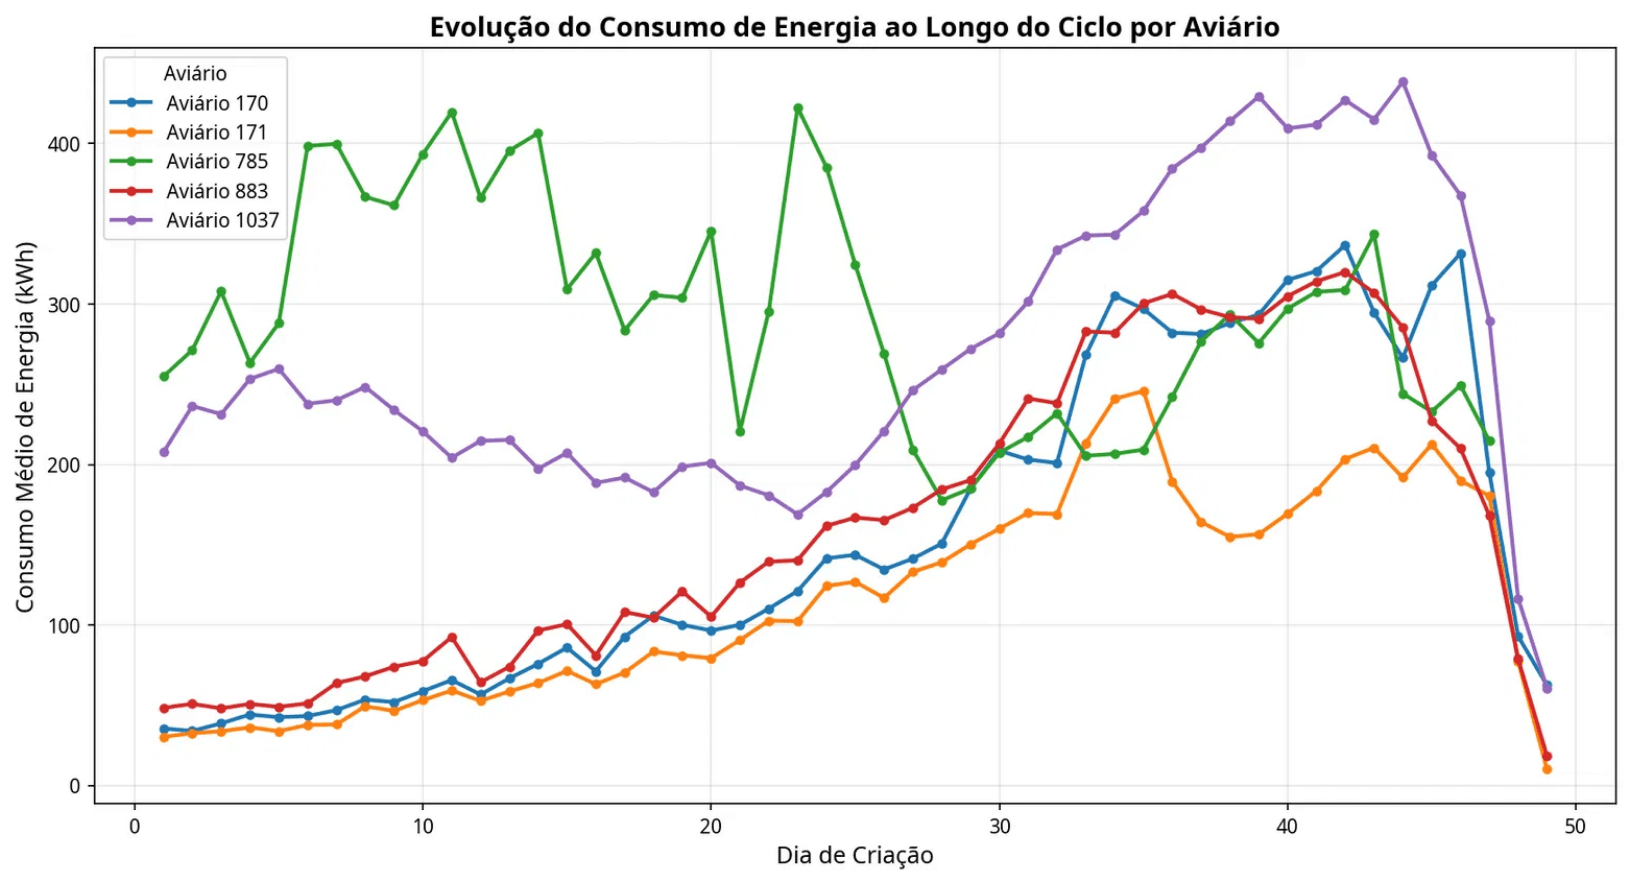 Evolução do Consumo de Energia ao Longo do Ciclo por Aviário
Aviário
Aviário 170
Aviário 171
Aviário 785
Aviário 883
Aviário 1037
Consumo Médio de Energia (kWh)
400
300
200
100
0
0 10 20 30 40 50
Dia de Criação